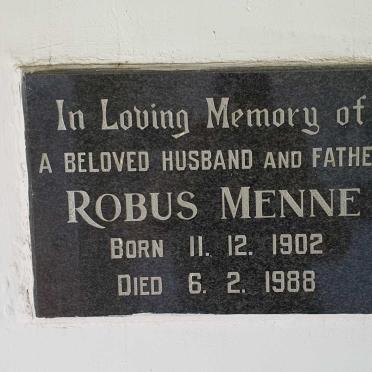 In Loving Memory of
A BELOVED HUSBAND AND FATHE
ROBUS MENNE
BORN 11. 12. 1902
DIED 6. 2. 1988